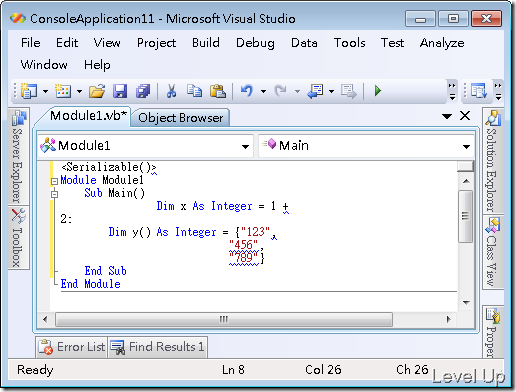 ConsoleApplication11 - Microsoft Visual Studio
File Edit View Project Build Debug Data Tools Test Analyze
Window Help
Module1.vb* Object Browser
Module1 Main
<Serializable()>
Module Module1
Sub Main()
Dim x As Integer = 1 +
2:
Dim y() As Integer = {"123",
"456",
"789"}
End Sub
End Module
Server Explorer
Toolbox
Solution Explorer
Class View
Error List Find Results 1
Ready Ln 8 Col 26 Ch 26
Level Up